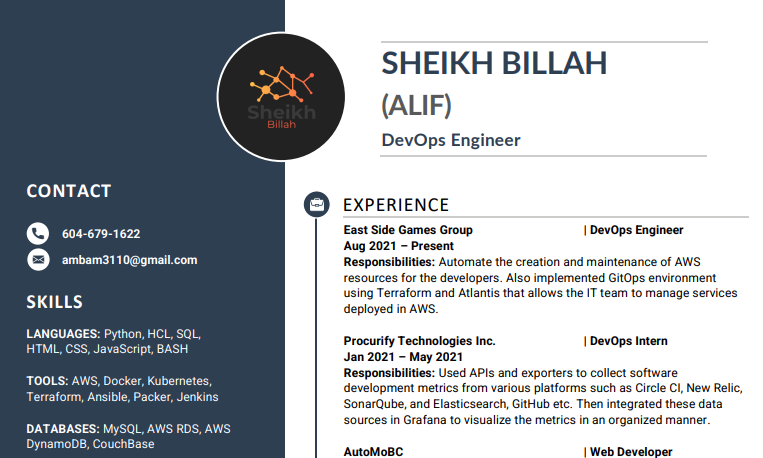 Sheikh
Billah
SHEIKH BILLAH
(ALIF)
DevOps Engineer
CONTACT
604-679-1622
ambam3110@gmail.com
SKILLS
LANGUAGES: Python, HCL, SQL,
HTML, CSS, JavaScript, BASH
TOOLS: AWS, Docker, Kubernetes,
Terraform, Ansible, Packer, Jenkins
DATABASES: MySQL, AWS RDS, AWS
DynamoDB, CouchBase
EXPERIENCE
East Side Games Group | DevOps Engineer
Aug 2021 – Present
Responsibilities: Automate the creation and maintenance of AWS
resources for the developers. Also implemented GitOps environment
using Terraform and Atlantis that allows the IT team to manage services
deployed in AWS.
Procurify Technologies Inc. | DevOps Intern
Jan 2021 – May 2021
Responsibilities: Used APIs and exporters to collect software
development metrics from various platforms such as Circle CI, New Relic,
SonarQube, and Elasticsearch, GitHub etc. Then integrated these data
sources in Grafana to visualize the metrics in an organized manner.
AutoMoBC | Web Developer